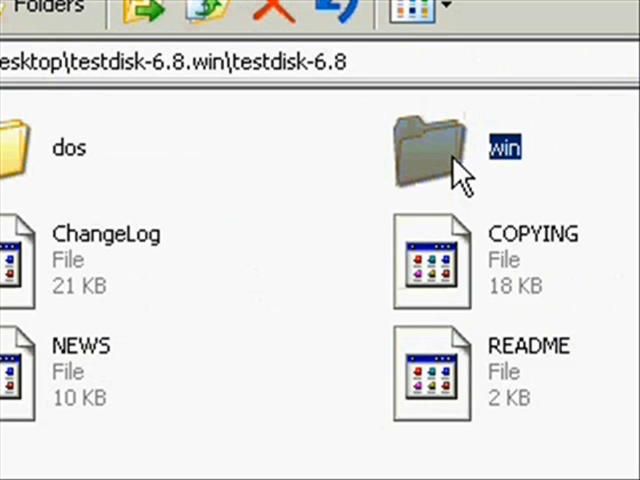 Folders
esktop\testdisk-6.8.win\testdisk-6.8
dos
win
ChangeLog
File
21 KB
COPYING
File
18 KB
NEWS
File
10 KB
README
File
2 KB